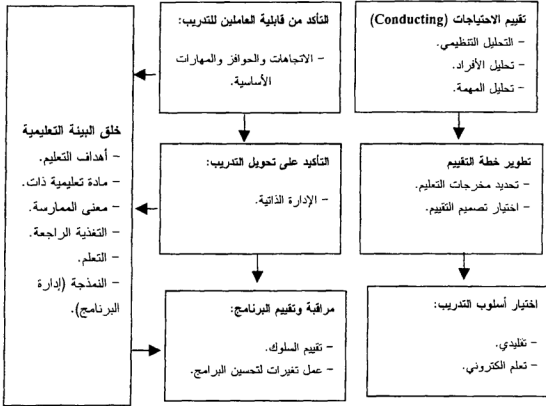 تقييم الاحتياجات (Conducting)
– التحليل التنظيمي.
– تحليل الأفراد.
– تحليل المهمة.
تطوير خطة التقييم
– تحديد مخرجات التعليم.
– اختيار تصميم التقييم.
اختيار أسلوب التدريب:
– تقليدي.
– تعلم الكتروني.
التأكد من قابلية العاملين للتدريب:
– الاتجاهات والحوافز والمهارات
الأساسية.
التأكيد على تحويل التدريب:
– الإدارة الذاتية.
مراقبة وتقييم البرنامج:
– تقييم السلوك.
– عمل تغيرات لتحسين البرامج.
خلق البيئة التعليمية
– أهداف التعليم.
– مادة تعليمية ذات.
– معنى الممارسة.
– التغذية الراجعة.
– التعلم.
– النمذجة (إدارة
البرنامج).